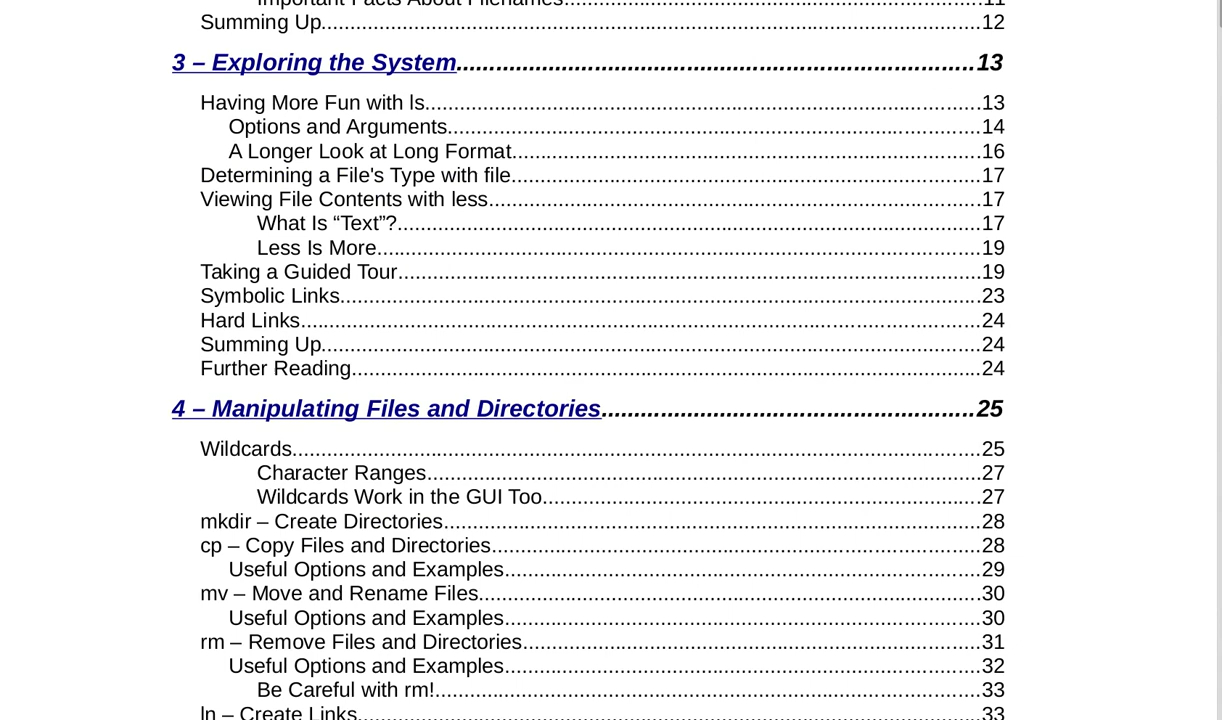 Important Facts About Filenames..........11
Summing Up..........12
3 – Exploring the System..........13
Having More Fun with ls..........13
Options and Arguments..........14
A Longer Look at Long Format..........16
Determining a File's Type with file..........17
Viewing File Contents with less..........17
What Is “Text”?..........17
Less Is More..........19
Taking a Guided Tour..........19
Symbolic Links..........23
Hard Links..........24
Summing Up..........24
Further Reading..........24
4 – Manipulating Files and Directories..........25
Wildcards..........25
Character Ranges..........27
Wildcards Work in the GUI Too..........27
mkdir – Create Directories..........28
cp – Copy Files and Directories..........28
Useful Options and Examples..........29
mv – Move and Rename Files..........30
Useful Options and Examples..........30
rm – Remove Files and Directories..........31
Useful Options and Examples..........32
Be Careful with rm!..........33
ln – Create Links..........33